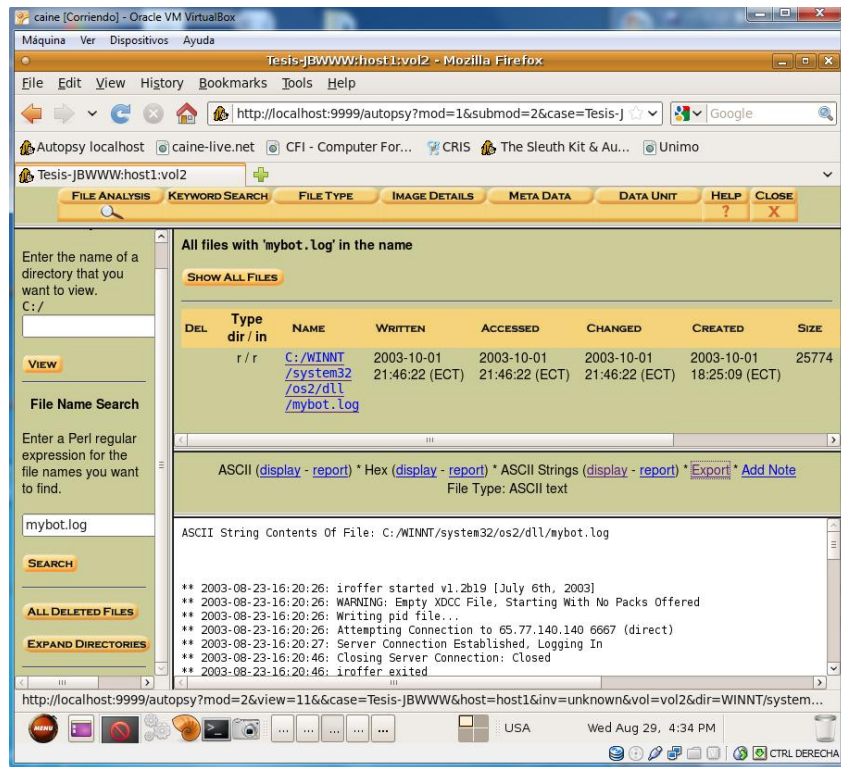 caine [Corriendo] - Oracle VM VirtualBox
Máquina Ver Dispositivos Ayuda
Tesis-JBWWW:host1:vol2 - Mozilla Firefox
File Edit View History Bookmarks Tools Help
http://localhost:9999/autopsy?mod=1&submod=2&case=Tesis-J
Google
Autopsy localhost caine-live.net CFI - Computer For... CRIS The Sleuth Kit & Au... Unimo
Tesis-JBWWW:host1:vol2
FILE ANALYSIS KEYWORD SEARCH FILE TYPE IMAGE DETAILS META DATA DATA UNIT HELP CLOSE
? X
Enter the name of a
directory that you
want to view.
C:/
VIEW
File Name Search
Enter a Perl regular
expression for the
file names you want
to find.
mybot.log
SEARCH
ALL DELETED FILES
EXPAND DIRECTORIES
All files with 'mybot.log' in the name
SHOW ALL FILES
DEL Type dir / in NAME WRITTEN ACCESSED CHANGED CREATED SIZE
r / r C:/WINNT 2003-10-01 2003-10-01 2003-10-01 2003-10-01 25774
/system32 21:46:22 (ECT) 21:46:22 (ECT) 21:46:22 (ECT) 18:25:09 (ECT)
/os2/dll
/mybot.log
ASCII (display - report) * Hex (display - report) * ASCII Strings (display - report) * Export * Add Note
File Type: ASCII text
ASCII String Contents Of File: C:/WINNT/system32/os2/dll/mybot.log
** 2003-08-23-16:20:26: iroffer started v1.2b19 [July 6th, 2003]
** 2003-08-23-16:20:26: WARNING: Empty XDCC File, Starting With No Packs Offered
** 2003-08-23-16:20:26: Writing pid file...
** 2003-08-23-16:20:26: Attempting Connection to 65.77.140.140 6667 (direct)
** 2003-08-23-16:20:27: Server Connection Established, Logging In
** 2003-08-23-16:20:46: Closing Server Connection: Closed
** 2003-08-23-16:20:46: iroffer exited
http://localhost:9999/autopsy?mod=2&view=11&&case=Tesis-JBWWW&host=host1&inv=unknown&vol=vol2&dir=WINNT/system...
MENU ... ... ... ... ... USA Wed Aug 29, 4:34 PM
CTRL DERECHA